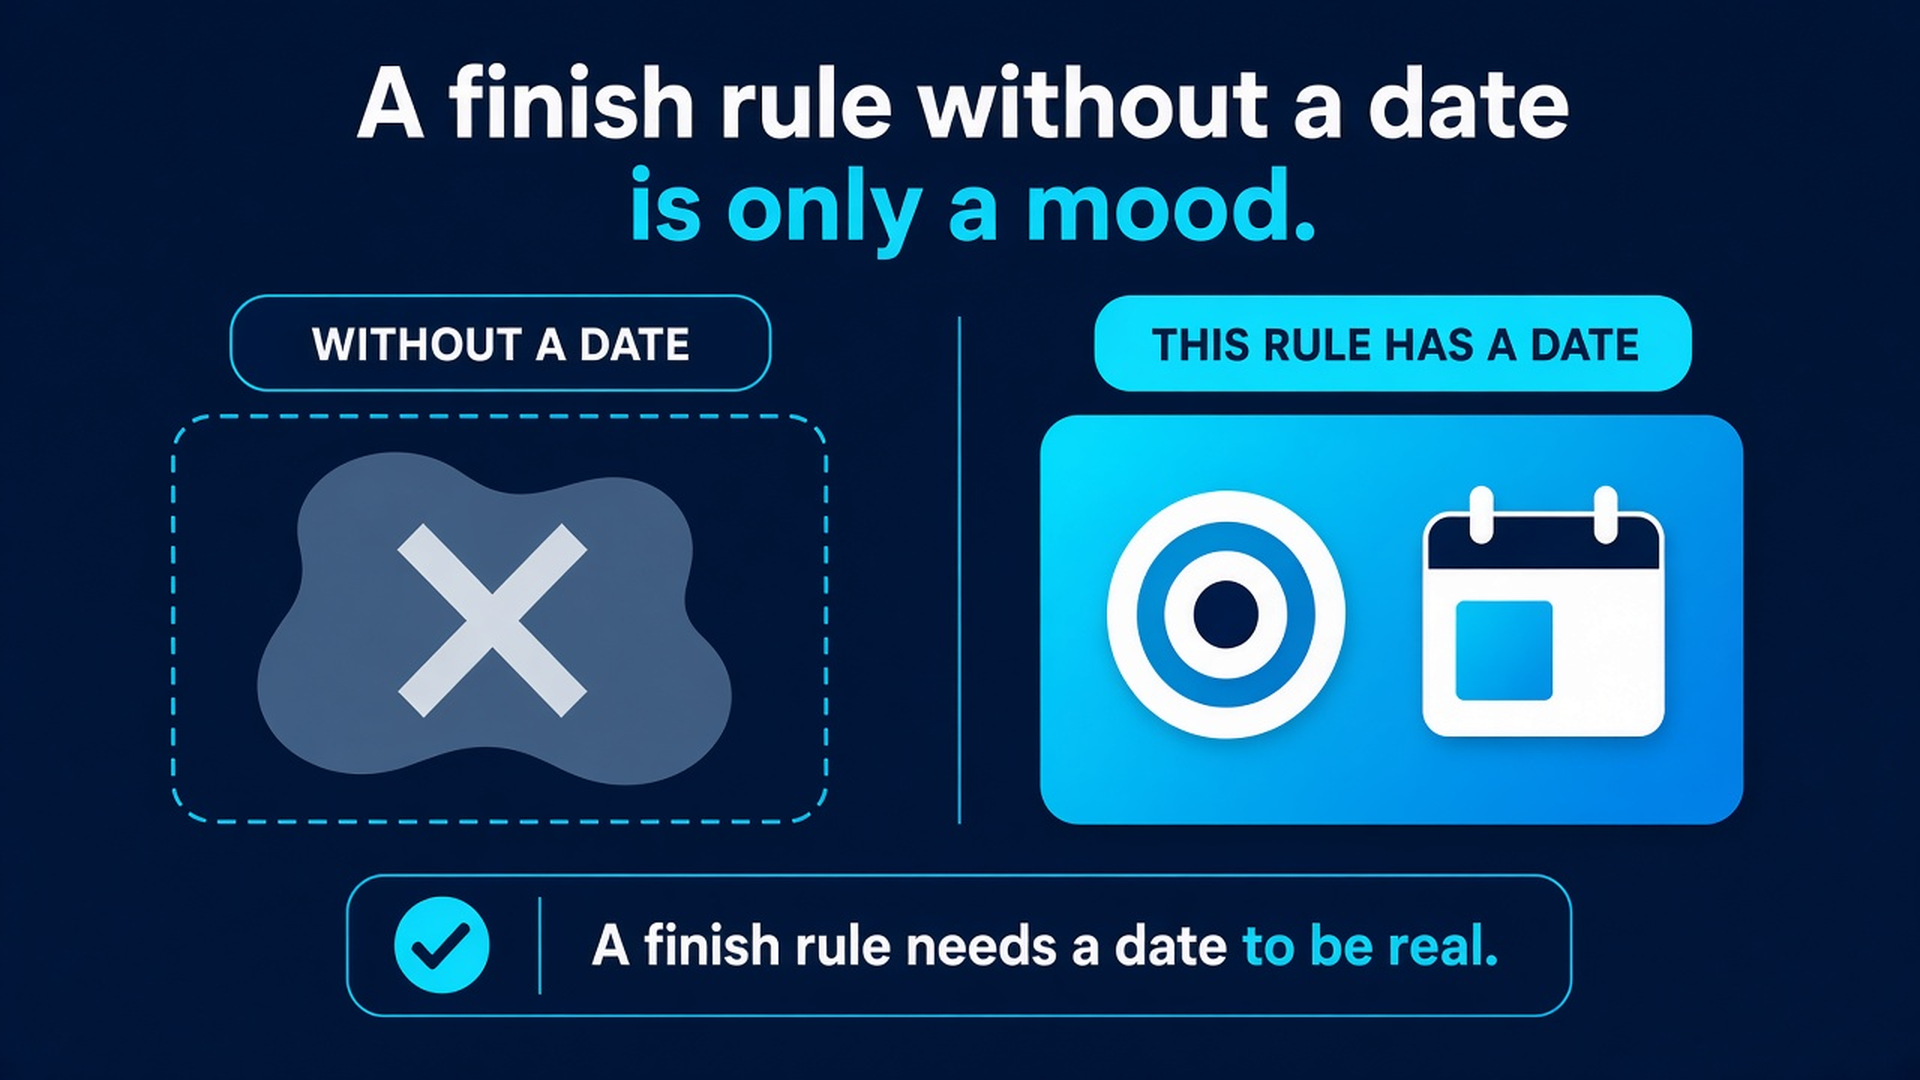 A finish rule without a date
is only a mood.
WITHOUT A DATE
THIS RULE HAS A DATE
A finish rule needs a date to be real.